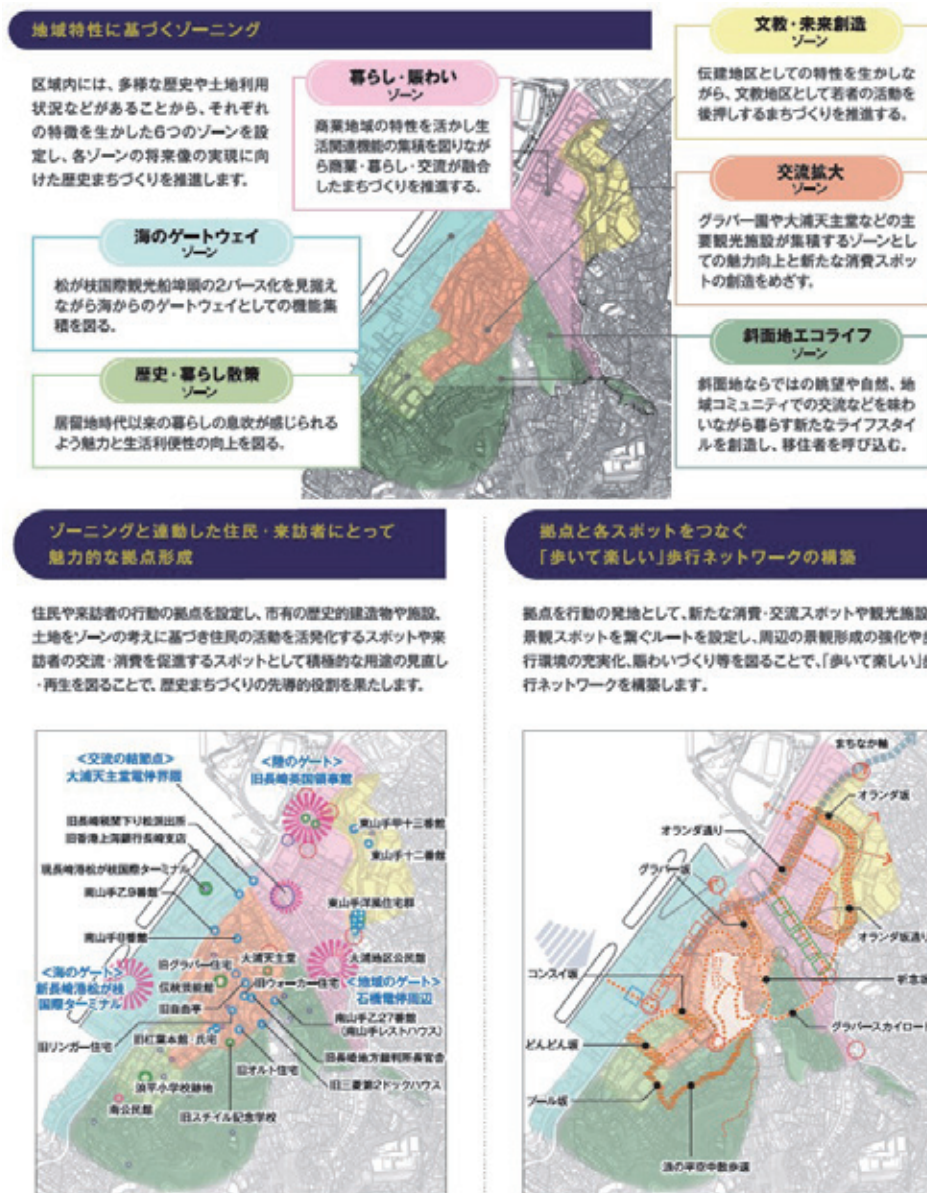 地域特性に基づくゾーニング
区域内には、多様な歴史や土地利用
状況などがあることから、それぞれ
の特徴を生かした6つのゾーンを設
定し、各ゾーンの将来像の実現に向
けた歴史まちづくりを推進します。
暮らし・賑わい
ゾーン
商業地域の特性を活かし生
活関連機能の集積を図りなが
ら商業・暮らし・交流が融合
したまちづくりを推進する。
文教・未来創造
ゾーン
伝建地区としての特性を生かしな
がら、文教地区として若者の活動を
後押しするまちづくりを推進する。
交流拡大
ゾーン
グラバー園や大浦天主堂などの主
要観光施設が集積するゾーンとし
ての魅力向上と新たな消費スポッ
トの創造をめざす。
海のゲートウェイ
ゾーン
松が枝国際観光船埠頭の2バース化を見据え
ながら海からのゲートウェイとしての機能集
積を図る。
斜面地エコライフ
ゾーン
斜面地ならではの眺望や自然、地
域コミュニティでの交流などを味わ
いながら暮らす新たなライフスタイ
ルを創造し、移住者を呼び込む。
歴史・暮らし散策
ゾーン
居留地時代以来の暮らしの息吹が感じられる
よう魅力と生活利便性の向上を図る。
ゾーニングと連動した住民・来訪者にとって
魅力的な拠点形成
住民や来訪者の行動の拠点を設定し、市有の歴史的建造物や施設、
土地をゾーンの考えに基づき住民の活動を活発化するスポットや来
訪者の交流・消費を促進するスポットとして積極的な用途の見直し
・再生を図ることで、歴史まちづくりの先導的役割を果たします。
<交流の結節点>
大浦天主堂電停界隈
<陸のゲート>
旧長崎英国領事館
旧長崎税関下り松派出所
旧香港上海銀行長崎支店
現長崎港松が枝国際ターミナル
南山手乙9番館
南山手8番館
東山手甲十三番館
東山手十二番館
東山手洋風住宅群
<海のゲート>
新長崎港松が枝
国際ターミナル
旧グラバー住宅
大浦天主堂
伝統芸能館
旧ウォーカー住宅
大浦地区公民館
<地域のゲート>
石橋電停周辺
旧自由亭
南山手乙27番館
(南山手レストハウス)
旧リンガー住宅
旧杠葉本館・氏宅
旧長崎地方裁判所長官舎
旧オルト住宅
旧三菱第2ドックハウス
浪平小学校跡地
南公民館
旧スチイル記念学校
拠点と各スポットをつなぐ
「歩いて楽しい」歩行ネットワークの構築
拠点を行動の発地として、新たな消費・交流スポットや観光施設
景観スポットを繋ぐルートを設定し、周辺の景観形成の強化や歩
行環境の充実化、賑わいづくり等を図ることで、「歩いて楽しい」歩
行ネットワークを構築します。
まちなか軸
オランダ坂
オランダ通り
グラバー坂
オランダ坂通り
コンスイ坂
祈念坂
グラバースカイロード
どんどん坂
プール坂
浪の平空中散歩道